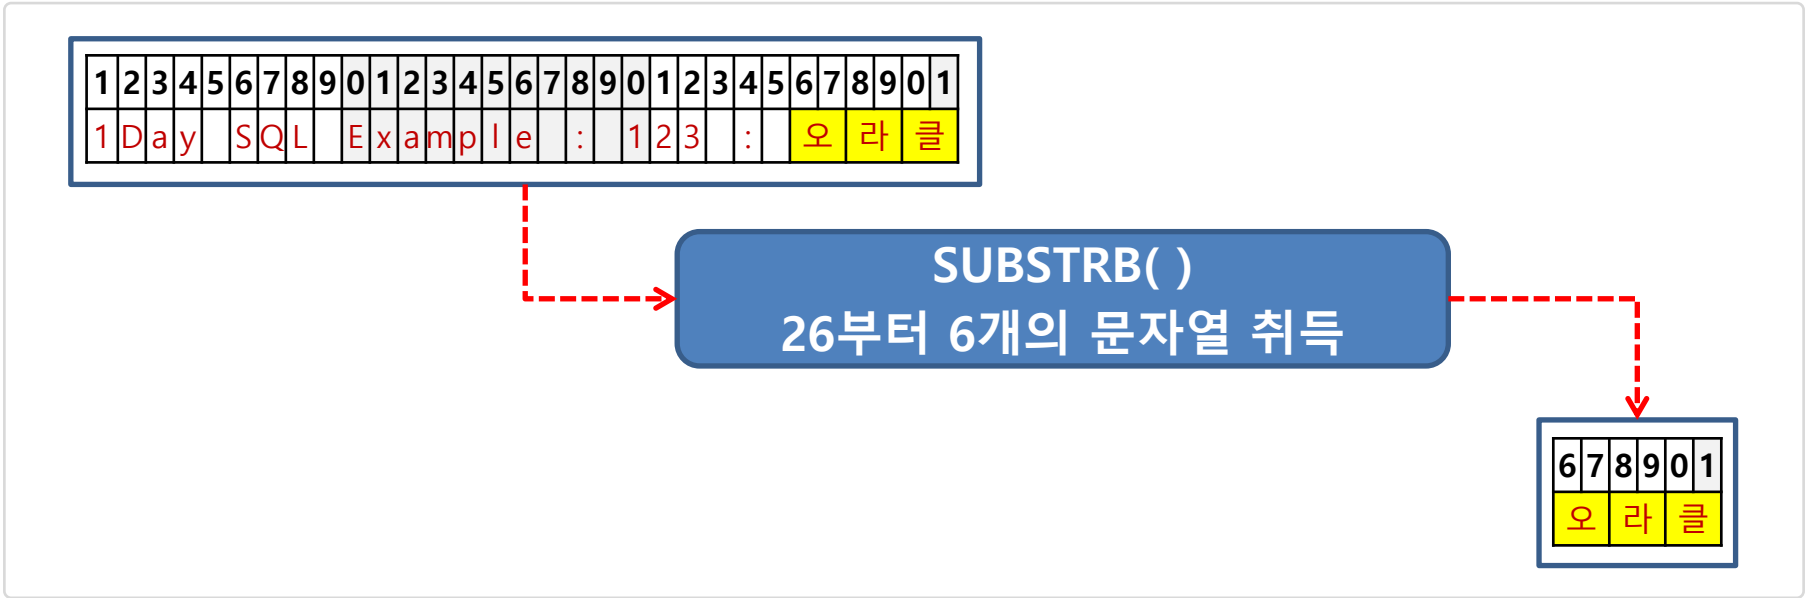 1234567890123456789012345678901
1Day SQL Example : 123 : 오라클
SUBSTRB( )
26부터 6개의 문자열 취득
678901
오라클